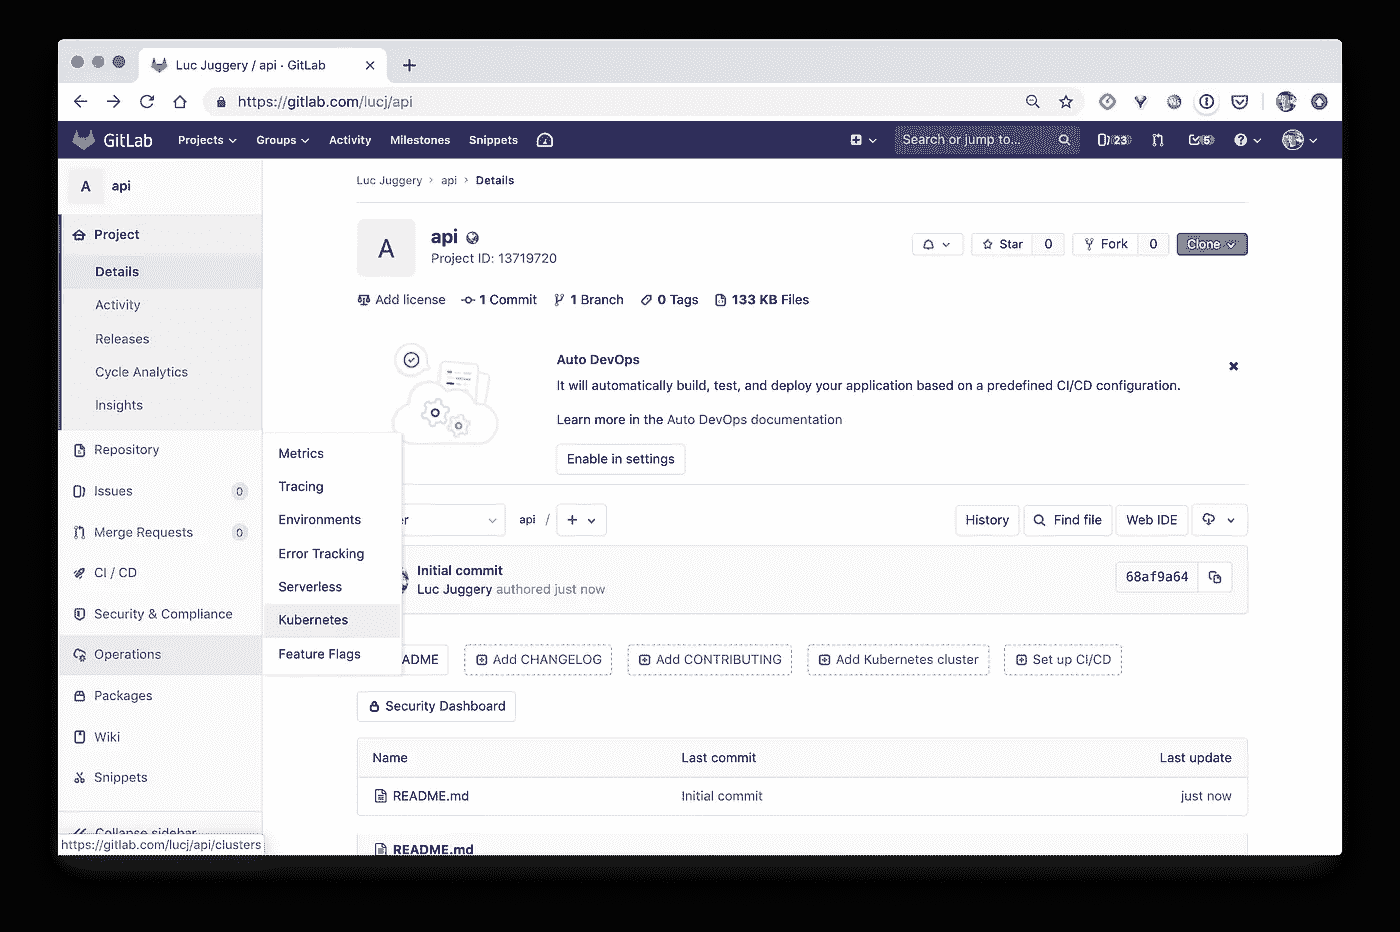 Luc Juggery / api · GitLab
https://gitlab.com/lucj/api
GitLab Projects Groups Activity Milestones Snippets Search or jump to... 23 5
A api
Luc Juggery > api > Details
Project
Details
Activity
Releases
Cycle Analytics
Insights
Repository
Issues 0
Merge Requests 0
CI / CD
Security & Compliance
Operations
Packages
Wiki
Snippets
Collapse sidebar
https://gitlab.com/lucj/api/clusters
Metrics
Tracing
Environments
Error Tracking
Serverless
Kubernetes
Feature Flags
A
api
Project ID: 13719720
Star 0 Fork 0 Clone
Add license 1 Commit 1 Branch 0 Tags 133 KB Files
Auto DevOps
It will automatically build, test, and deploy your application based on a predefined CI/CD configuration.
Learn more in the Auto DevOps documentation
Enable in settings
er api / + History Find file Web IDE
Initial commit
Luc Juggery authored just now
68af9a64
ADME Add CHANGELOG Add CONTRIBUTING Add Kubernetes cluster Set up CI/CD
Security Dashboard
Name Last commit Last update
README.md Initial commit just now
README.md